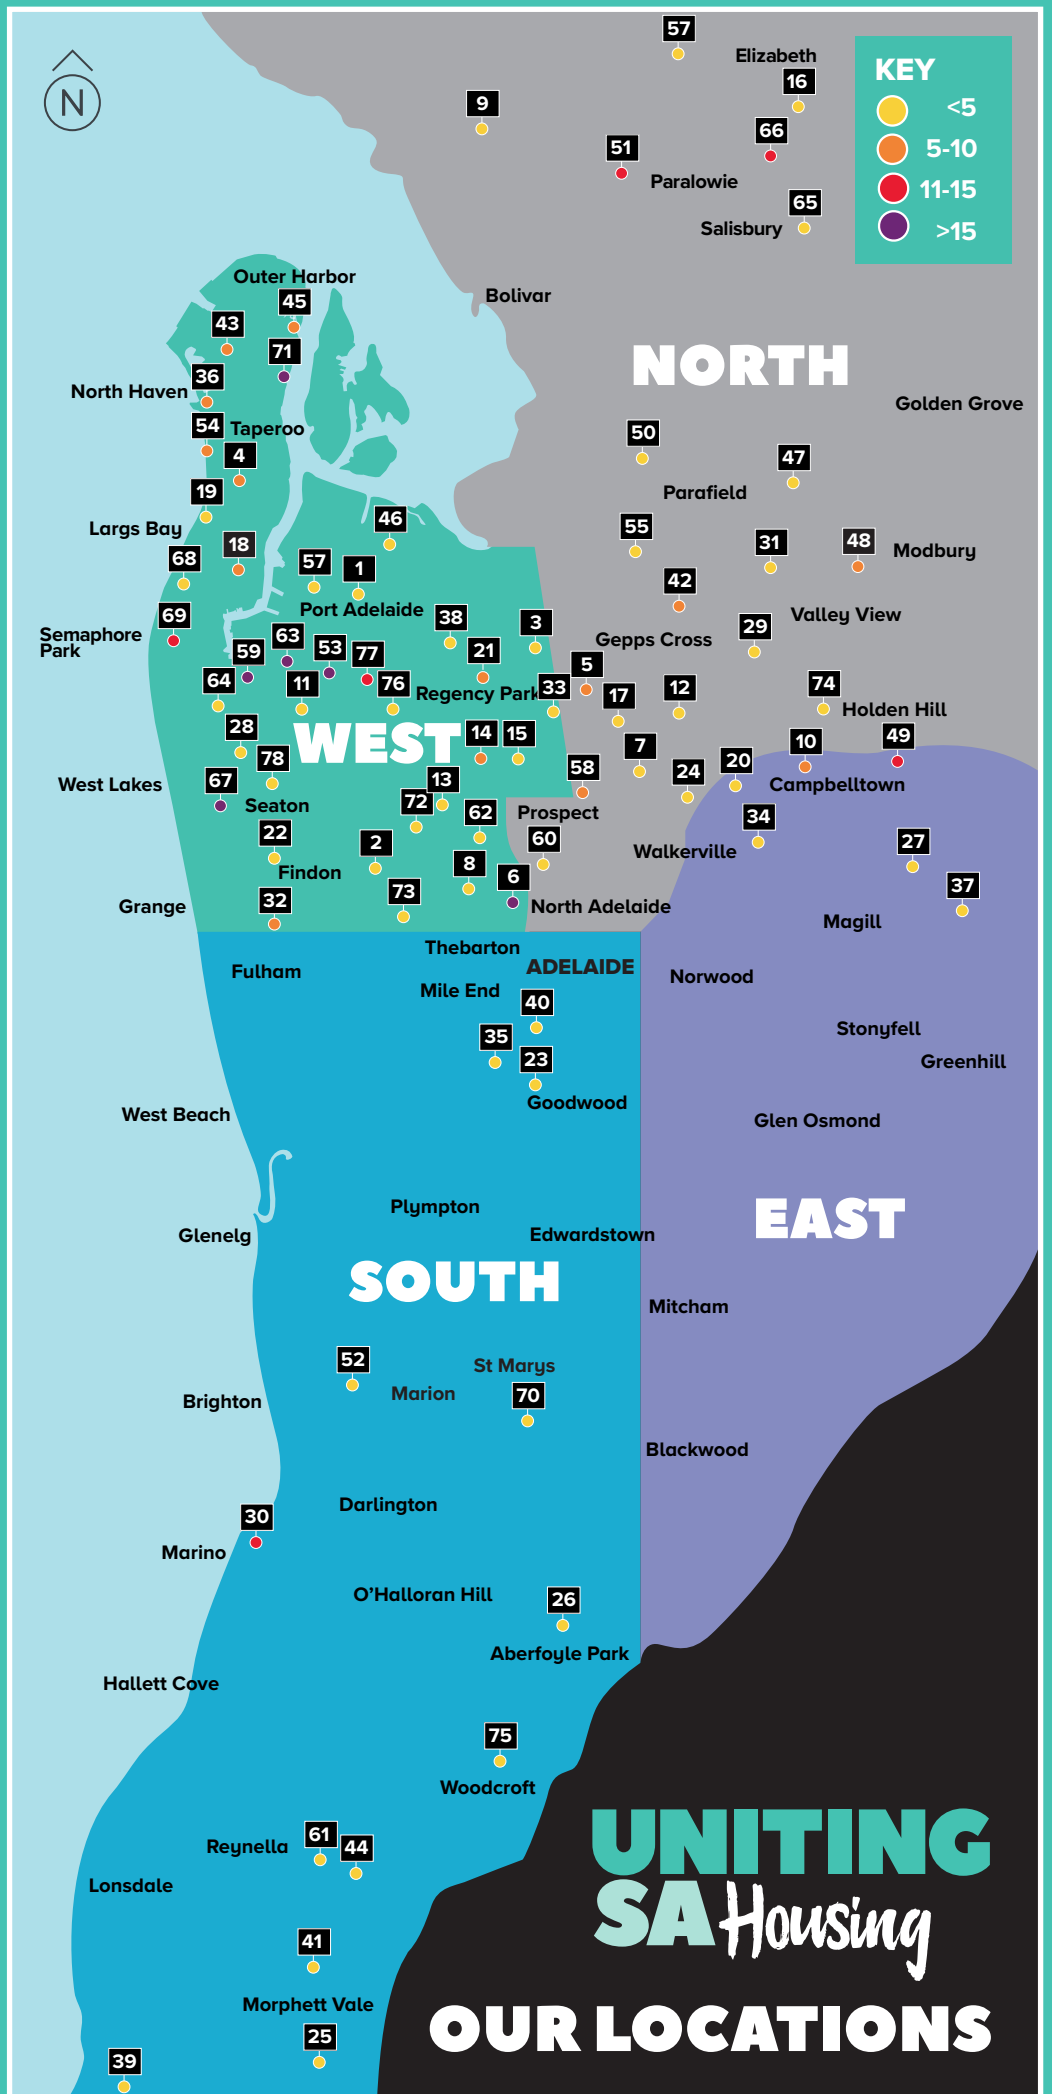 57
Elizabeth
KEY
16
<5
9
66
5-10
51
Paralowie
11-15
65
Salisbury
>15
N
Outer Harbor
45
Bolivar
43
71
NORTH
36
North Haven
Golden Grove
54
Taperoo
50
4
47
19
Parafield
46
Largs Bay
55
18
31
48
Modbury
68
57
1
42
Port Adelaide
69
38
3
Valley View
Semaphore
Park
63
29
Gepps Cross
59
53
77
21
5
64
11
76
Regency Park
33
17
12
74
Holden Hill
28
WEST
14
15
7
10
49
78
58
20
West Lakes
67
13
24
Campbelltown
Seaton
72
62
Prospect
34
22
2
60
Walkerville
27
Findon
8
6
37
32
73
Grange
North Adelaide
Magill
Thebarton
ADELAIDE
Fulham
Norwood
Mile End
40
Stonyfell
35
23
Greenhill
Goodwood
West Beach
Glen Osmond
Plympton
EAST
Glenelg
Edwardstown
SOUTH
Mitcham
52
St Marys
Marion
70
Brighton
Blackwood
Darlington
30
Marino
O’Halloran Hill
26
Aberfoyle Park
Hallett Cove
75
Woodcroft
61
44
Reynella
UNITING
Lonsdale
SA Housing
41
Morphett Vale
OUR LOCATIONS
25
39